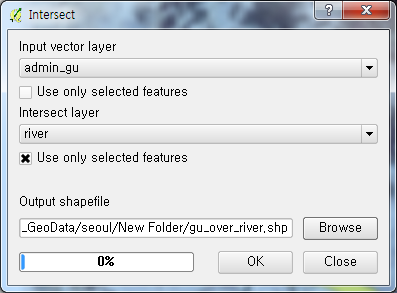 Intersect
Input vector layer
admin_gu
Use only selected features
Intersect layer
river
Use only selected features
Output shapefile
_GeoData/seoul/New Folder/gu_over_river.shp
Browse
0%
OK
Close